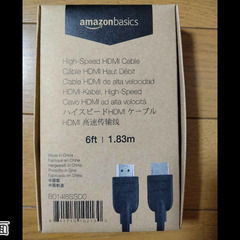 amazonbasics
High-Speed HDMI Cable
Câble HDMI Haut Débit
Cable HDMI de alta velocidad
HDMI-Kabel, High-Speed
Cavo HDMI ad alta velocità
ハイスピードHDMI ケーブル
HDMI 高速传输线
6ft | 1.83m
Made in China
Fabriqué en Chine
Hergestellt in China
Prodotto in Cina
Hecho en China
中国製
中国制造